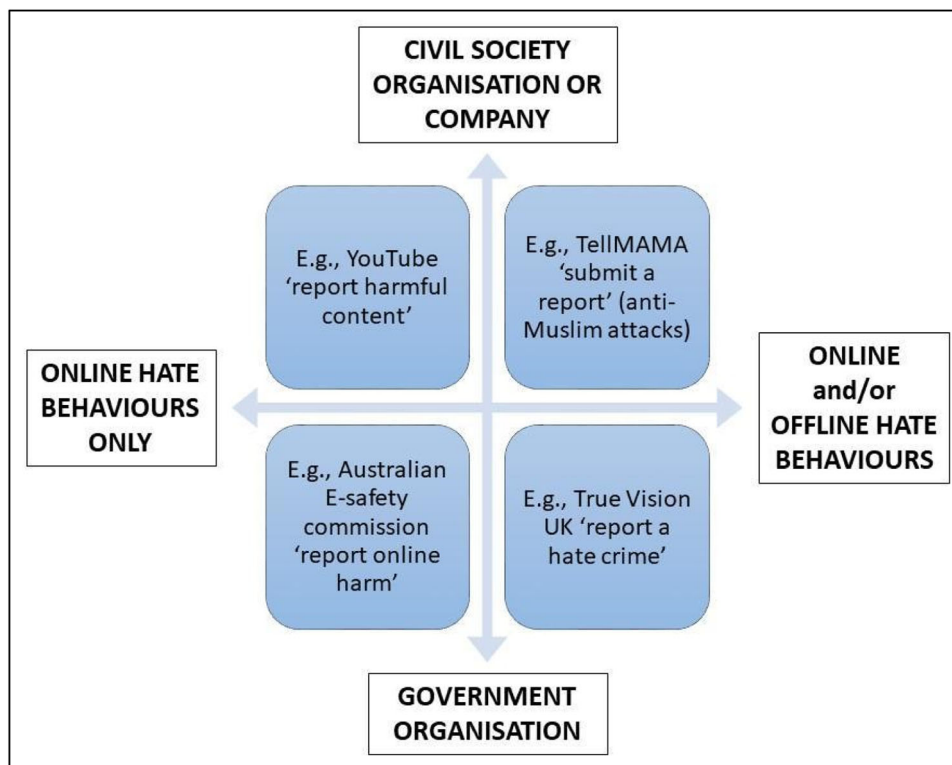 CIVIL SOCIETY
ORGANISATION OR
COMPANY
E.g., YouTube
‘report harmful
content’
E.g., TellMAMA
‘submit a
report’ (anti-
Muslim attacks)
ONLINE HATE
BEHAVIOURS
ONLY
ONLINE
and/or
OFFLINE HATE
BEHAVIOURS
E.g., Australian
E-safety
commission
‘report online
harm’
E.g., True Vision
UK ‘report a
hate crime’
GOVERNMENT
ORGANISATION